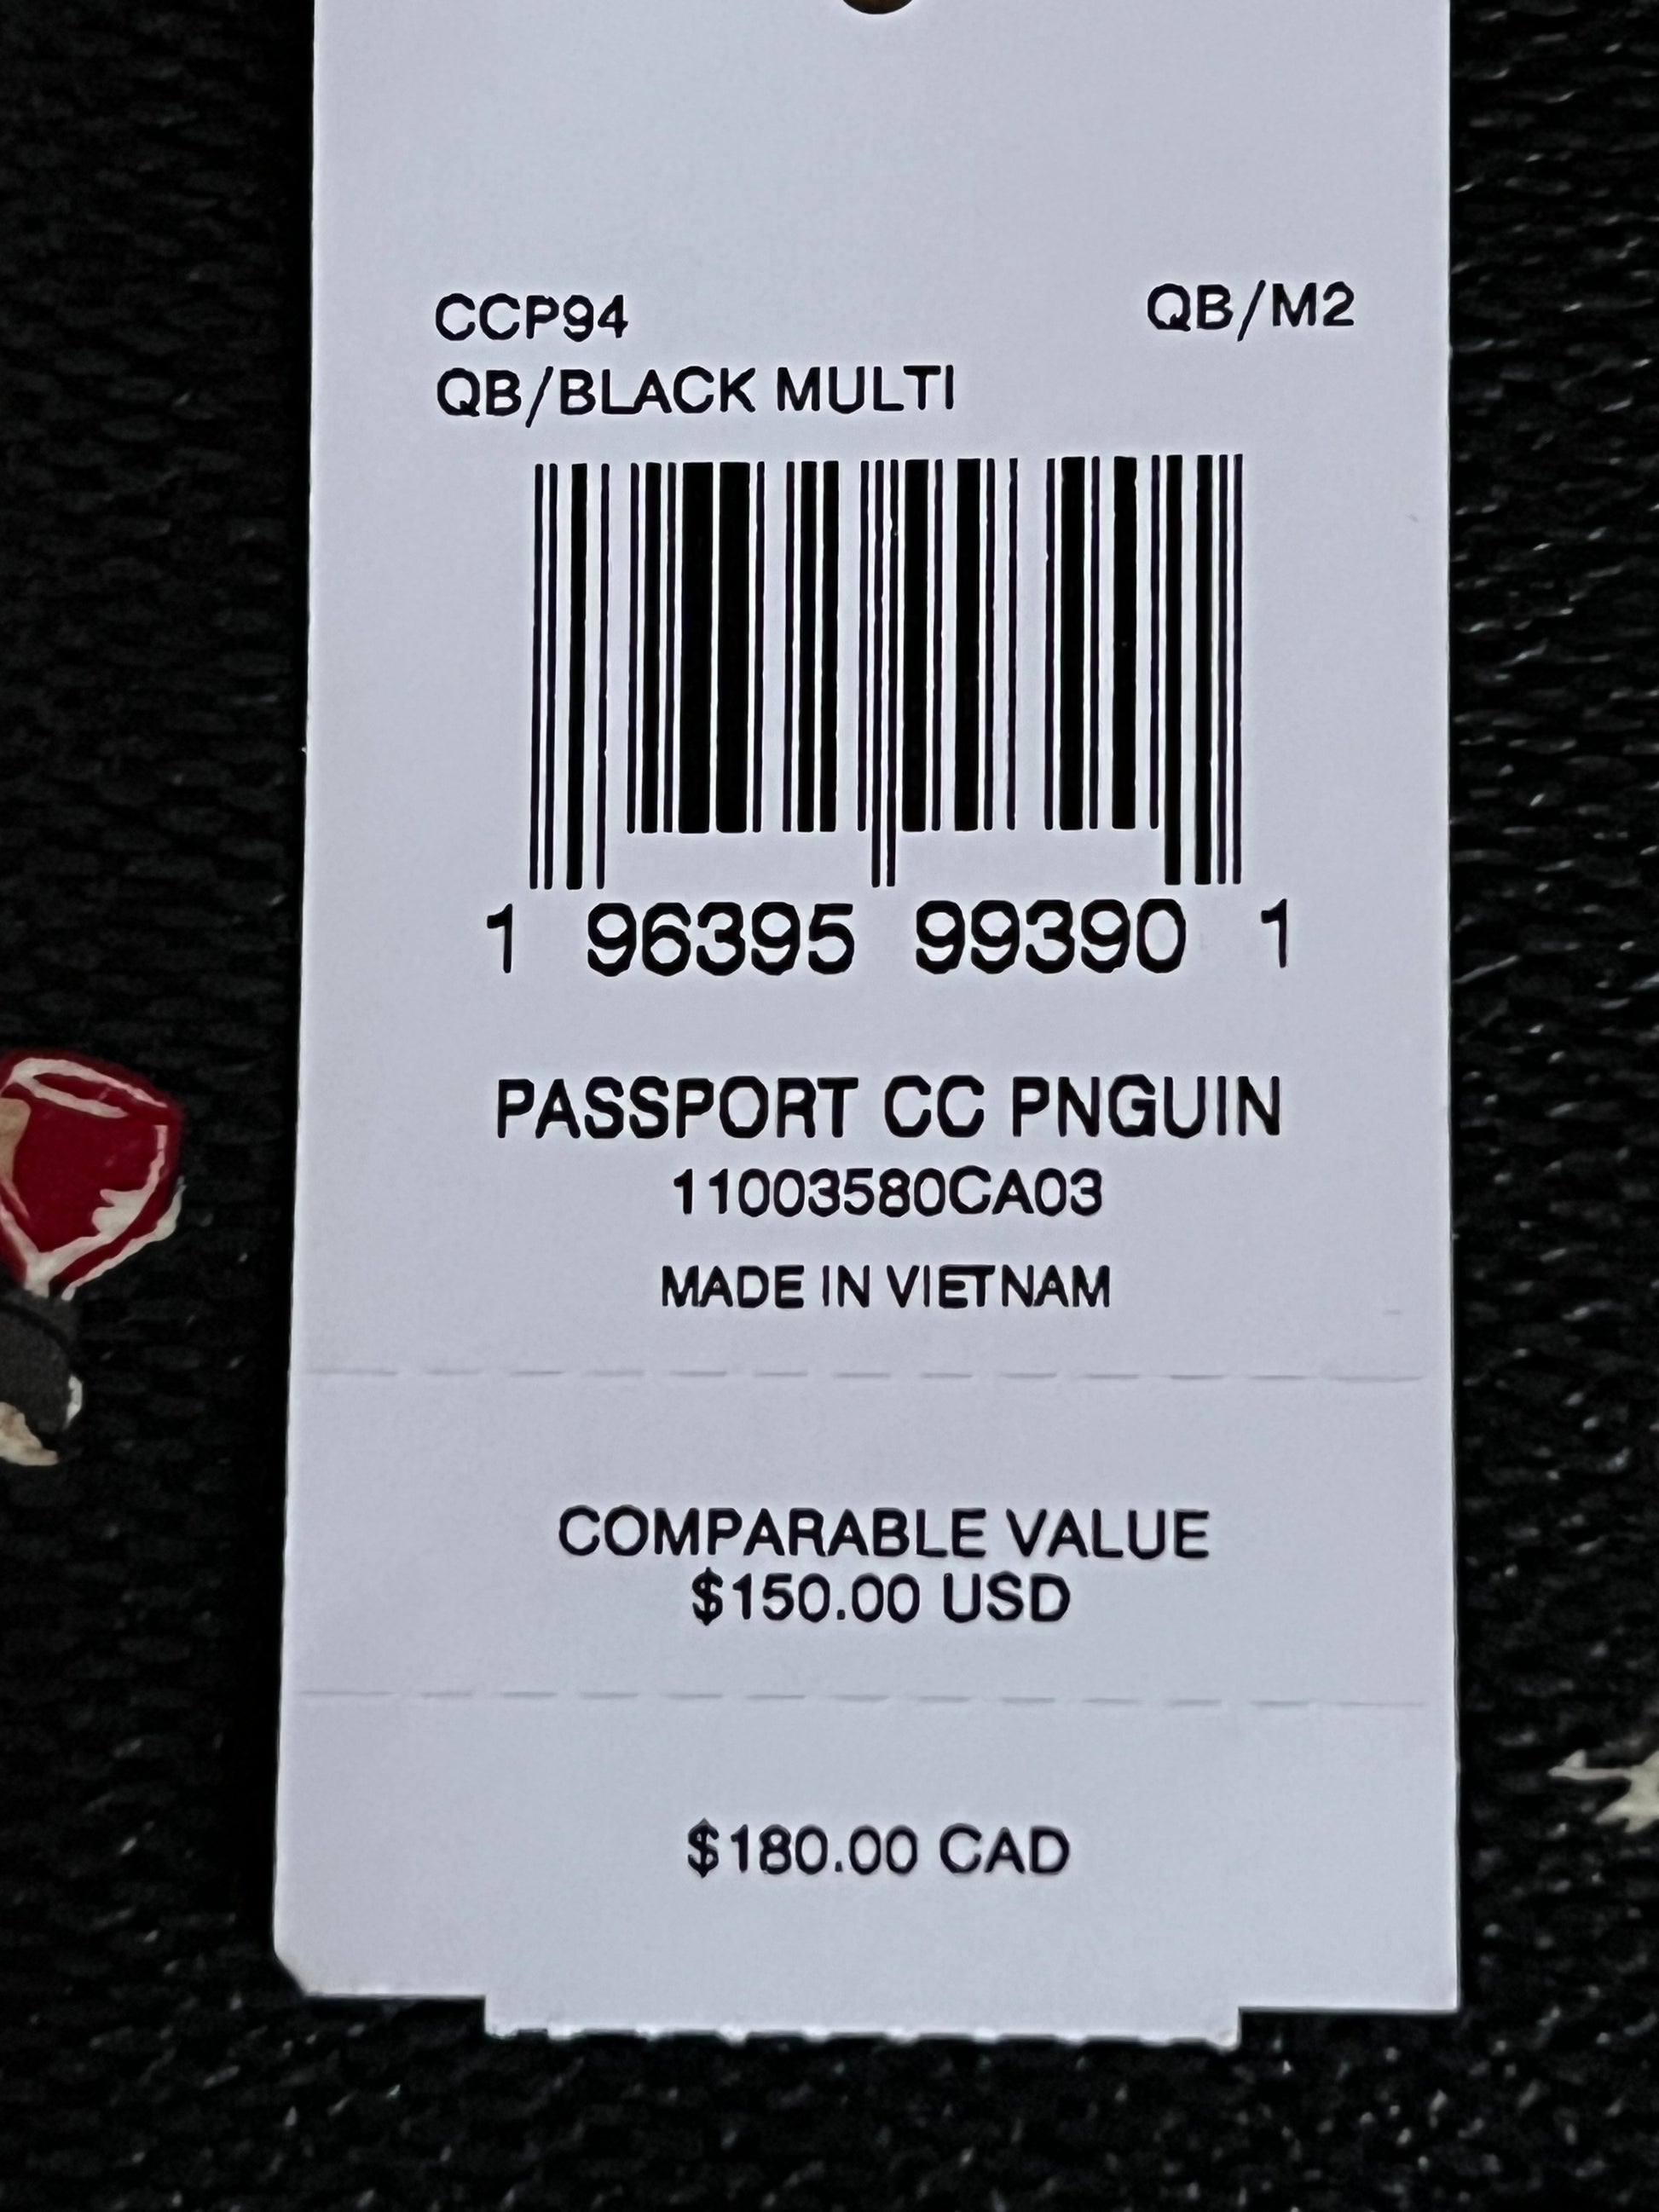 CCP94 QB/M2
QB/BLACK MULTI
1 96395 99390 1
PASSPORT CC PNGUIN
11003580CA03
MADE IN VIETNAM
COMPARABLE VALUE
$150.00 USD
$180.00 CAD